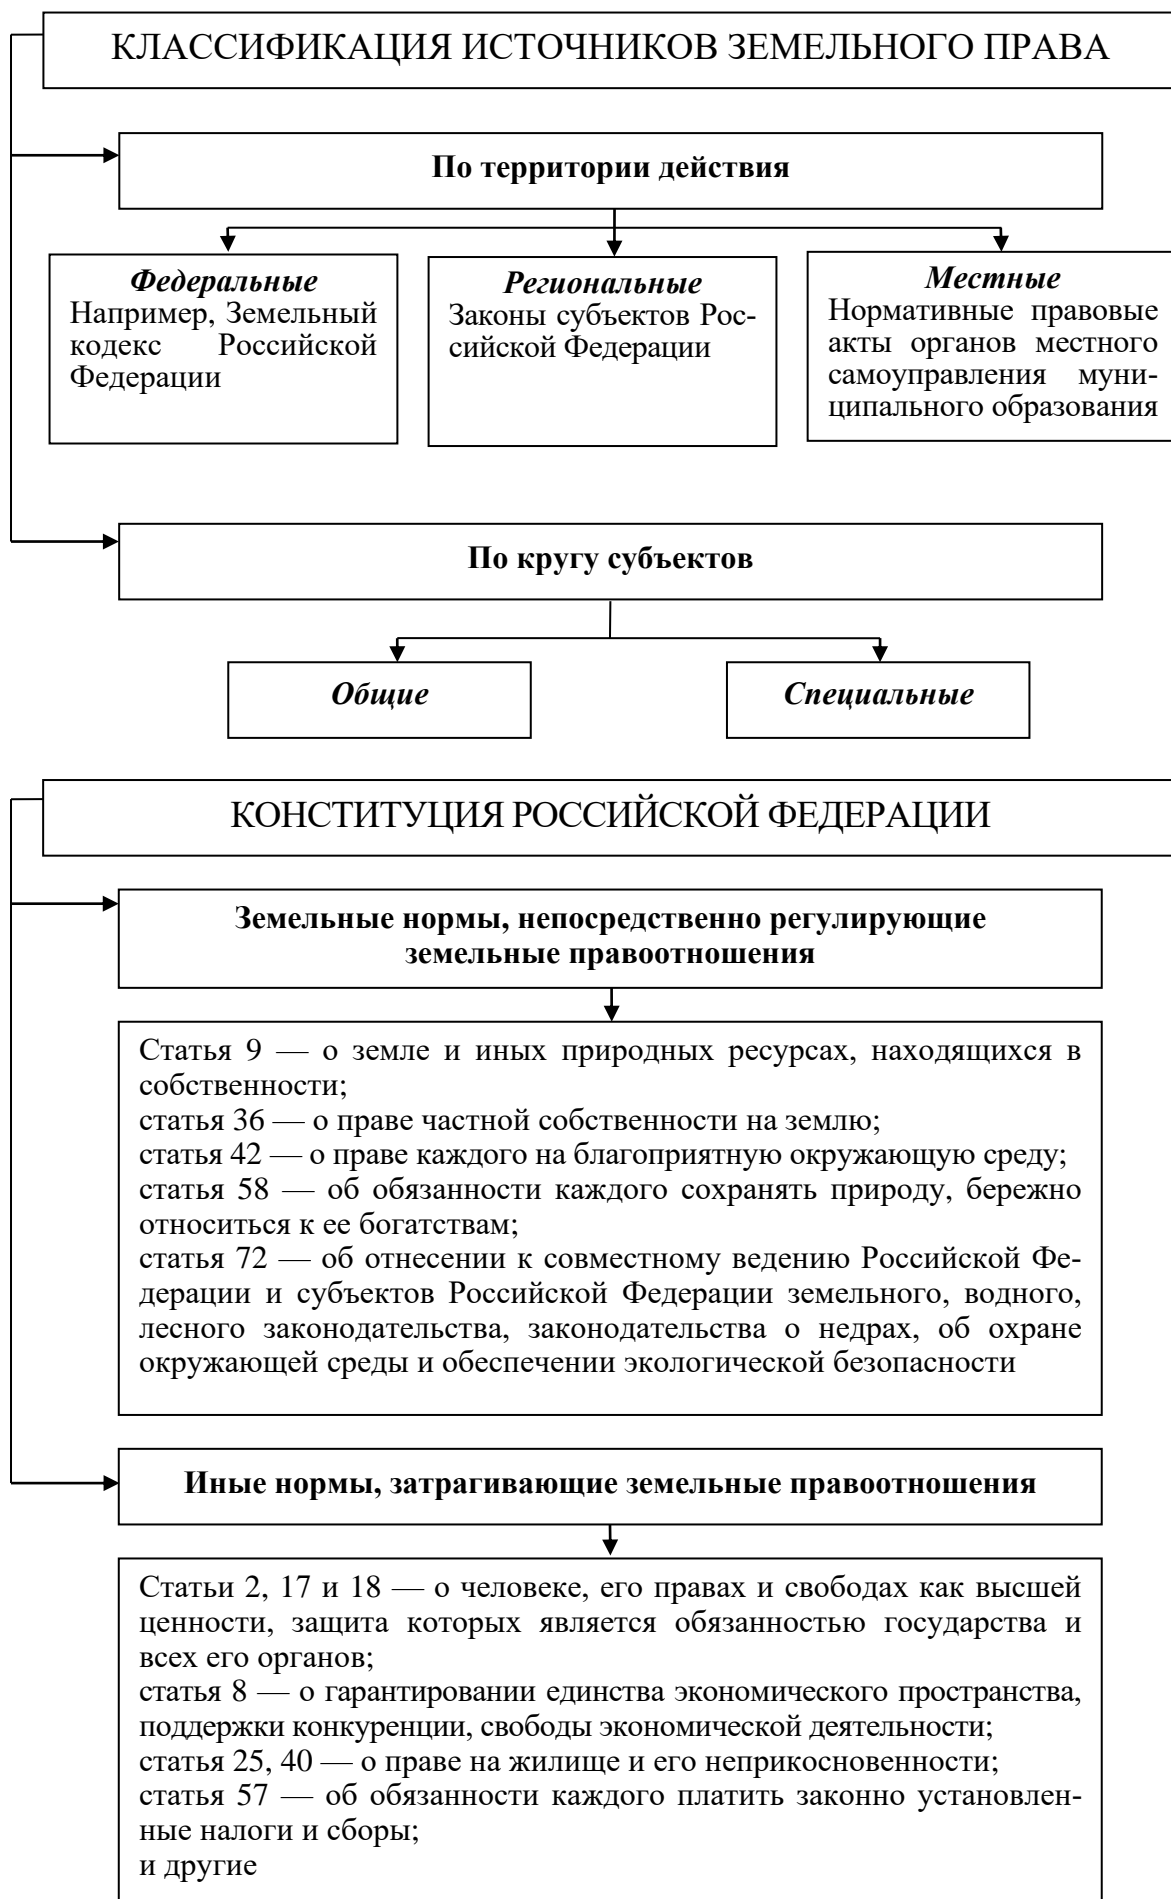 КЛАССИФИКАЦИЯ ИСТОЧНИКОВ ЗЕМЕЛЬНОГО ПРАВА
По территории действия
Федеральные
Например, Земельный
кодекс Российской
Федерации
Региональные
Законы субъектов Рос-
сийской Федерации
Местные
Нормативные правовые
акты органов местного
самоуправления муни-
ципального образования
По кругу субъектов
Общие
Специальные
КОНСТИТУЦИЯ РОССИЙСКОЙ ФЕДЕРАЦИИ
Земельные нормы, непосредственно регулирующие
земельные правоотношения
Статья 9 — о земле и иных природных ресурсах, находящихся в
собственности;
статья 36 — о праве частной собственности на землю;
статья 42 — о праве каждого на благоприятную окружающую среду;
статья 58 — об обязанности каждого сохранять природу, бережно
относиться к ее богатствам;
статья 72 — об отнесении к совместному ведению Российской Фе-
дерации и субъектов Российской Федерации земельного, водного,
лесного законодательства, законодательства о недрах, об охране
окружающей среды и обеспечении экологической безопасности
Иные нормы, затрагивающие земельные правоотношения
Статьи 2, 17 и 18 — о человеке, его правах и свободах как высшей
ценности, защита которых является обязанностью государства и
всех его органов;
статья 8 — о гарантировании единства экономического пространства,
поддержки конкуренции, свободы экономической деятельности;
статья 25, 40 — о праве на жилище и его неприкосновенности;
статья 57 — об обязанности каждого платить законно установлен-
ные налоги и сборы;
и другие